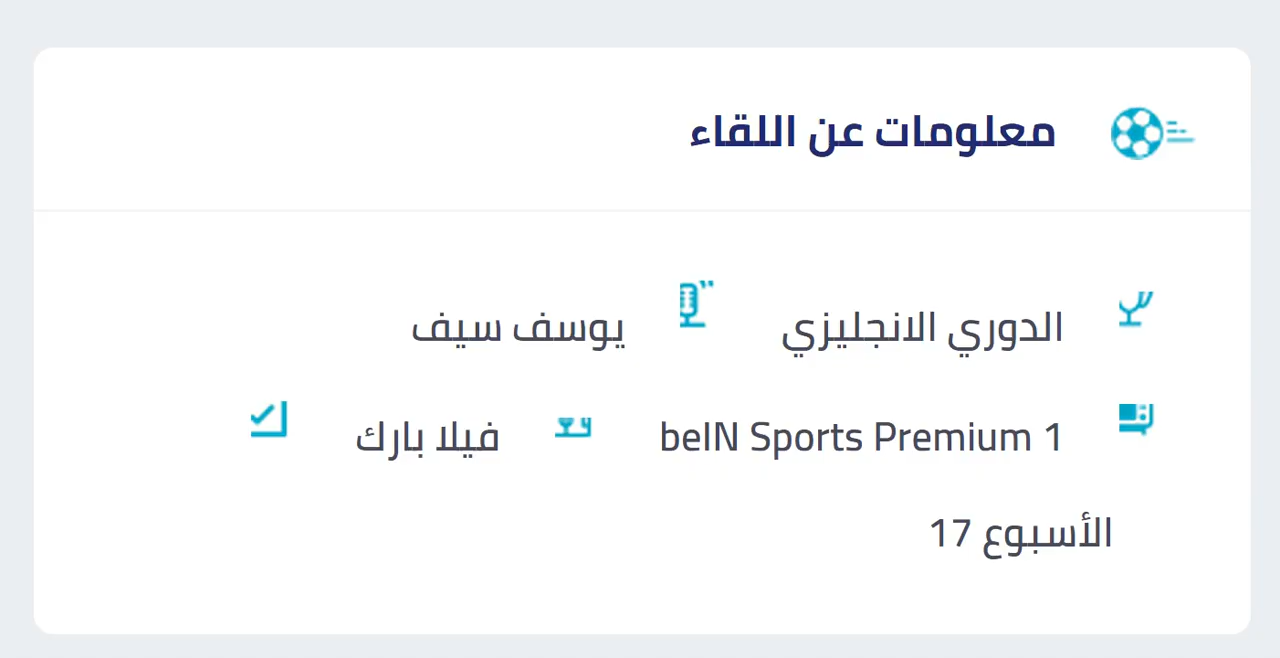 معلومات عن اللقاء
الدوري الانجليزي يوسف سيف
beIN Sports Premium 1 فيلا بارك
الأسبوع 17